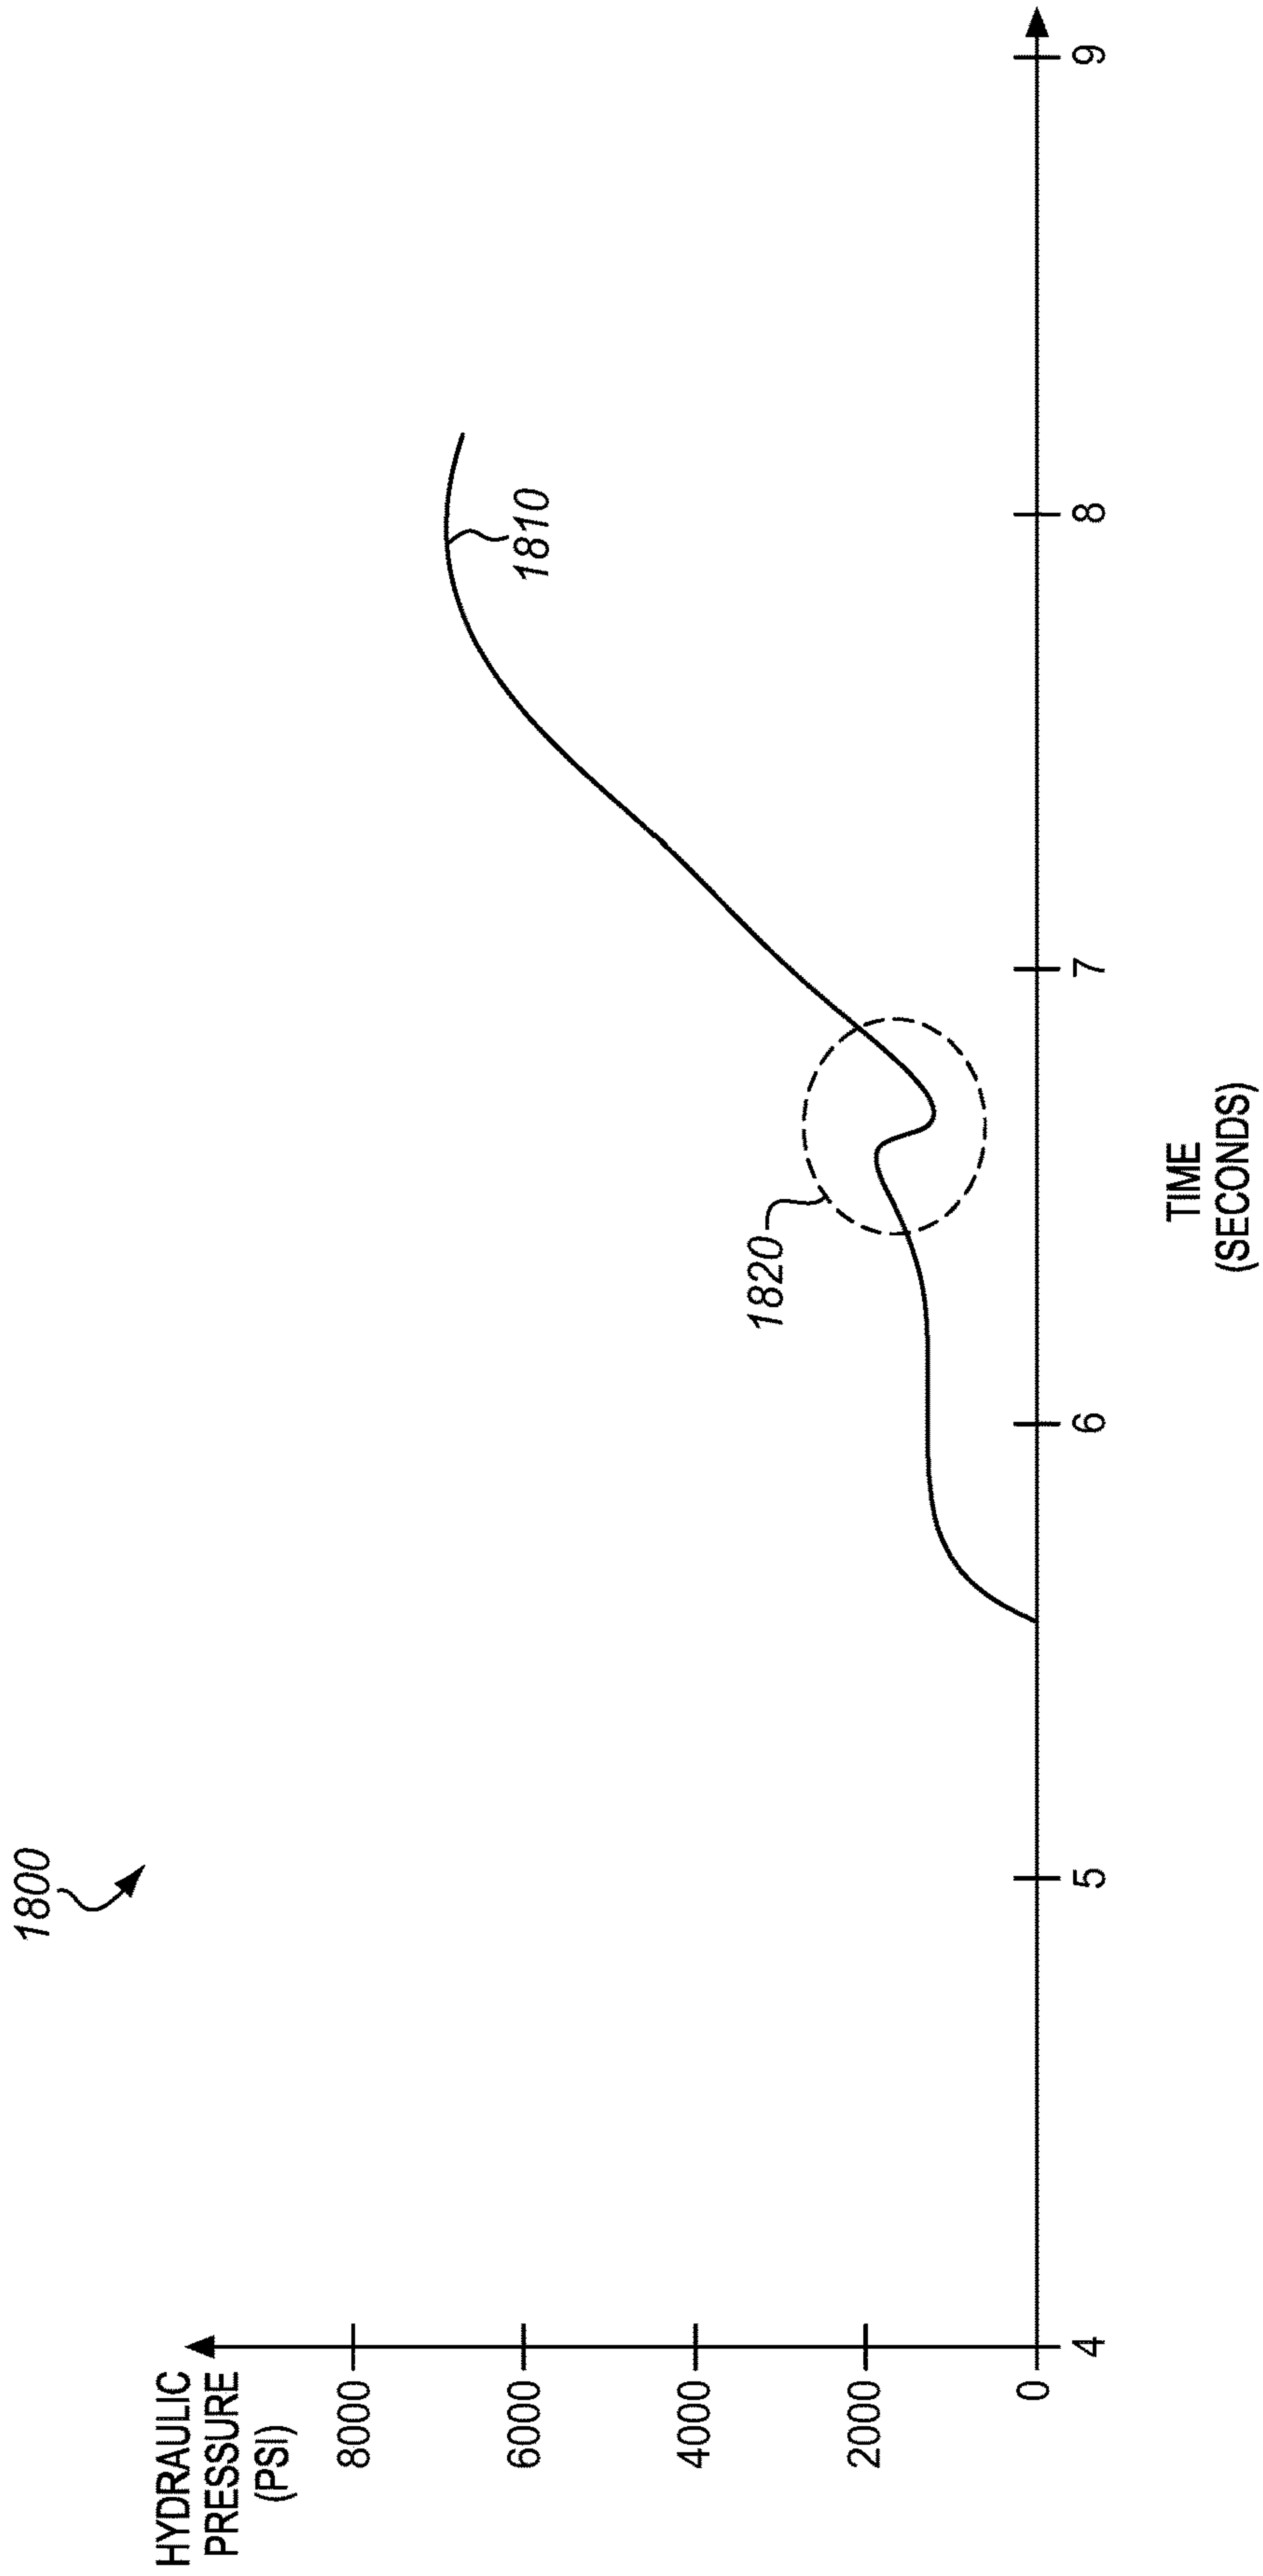 1800
HYDRAULIC
PRESSURE
(PSI)
8000
6000
4000
2000
0
1810
1820
4
5
6
7
8
9
TIME
(SECONDS)